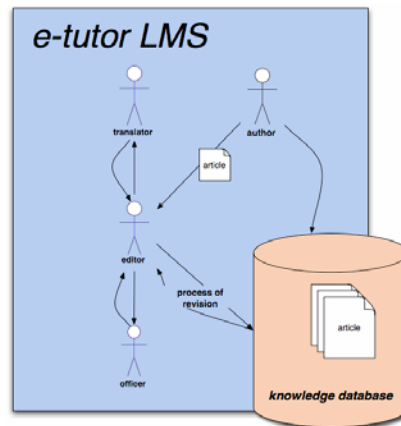 e-tutor LMS
translator
author
article
editor
process of
revision
article
officer
knowledge database